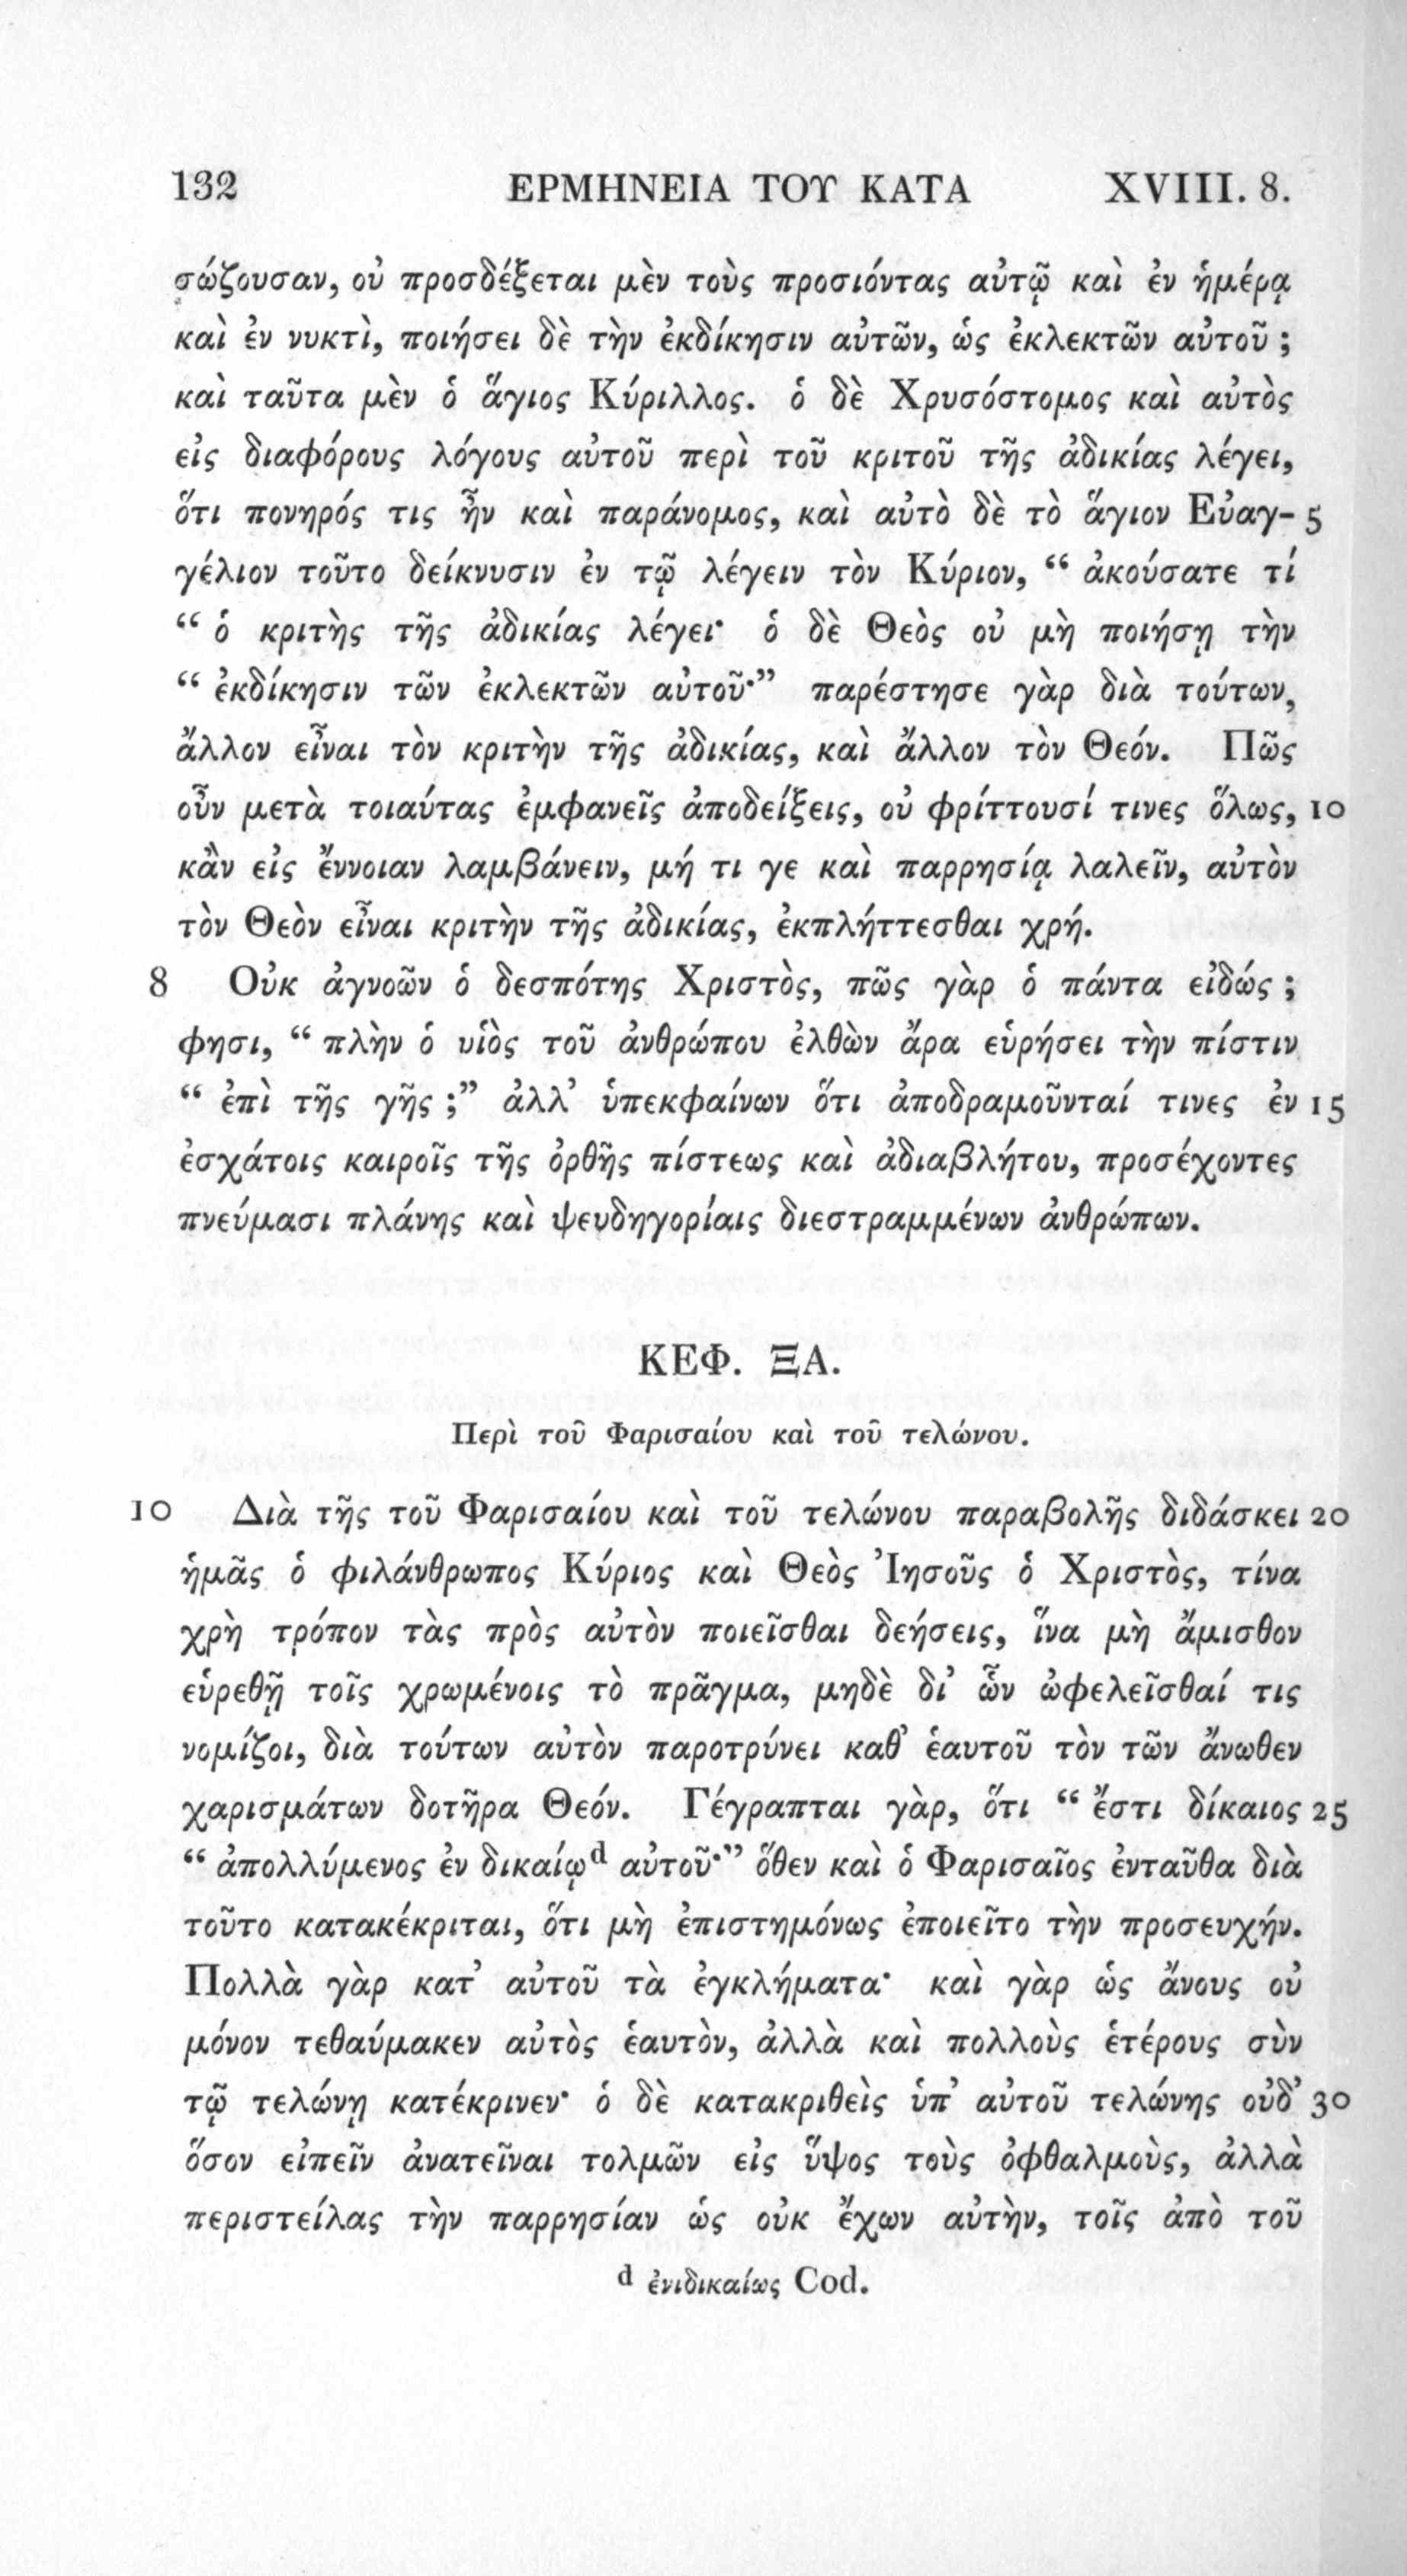 132 ΕΡΜΗΝΕΙΑ ΤΟΥ ΚΑΤΑ XVIII. 8.
σώζουσαν, οὐ προσδέξεται μὲν τοὺς προσιόντας αὐτῷ καὶ ἐν ἡμέρᾳ
καὶ ἐν νυκτὶ, ποιήσει δὲ τὴν ἐκδίκησιν αὐτῶν, ὡς ἐκλεκτῶν αὐτοῦ ;
καὶ ταῦτα μὲν ὁ ἅγιος Κύριλλος. ὁ δὲ Χρυσόστομος καὶ αὐτὸς
εἰς διαφόρους λόγους αὐτοῦ περὶ τοῦ κριτοῦ τῆς ἀδικίας λέγει,
ὅτι πονηρός τις ἦν καὶ παράνομος, καὶ αὐτὸ δὲ τὸ ἅγιον Εὐαγ- 5
γέλιον τοῦτο δείκνυσιν ἐν τῷ λέγειν τὸν Κύριον, “ ἀκούσατε τί
“ ὁ κριτὴς τῆς ἀδικίας λέγει· ὁ δὲ Θεὸς οὐ μὴ ποιήσῃ τὴν
“ ἐκδίκησιν τῶν ἐκλεκτῶν αὐτοῦ·” παρέστησε γὰρ διὰ τούτων,
ἄλλον εἶναι τὸν κριτὴν τῆς ἀδικίας, καὶ ἄλλον τὸν Θεόν. Πῶς
οὖν μετὰ τοιαύτας ἐμφανεῖς ἀποδείξεις, οὐ φρίττουσί τινες ὅλως, 10
κἂν εἰς ἔννοιαν λαμβάνειν, μή τι γε καὶ παρρησίᾳ λαλεῖν, αὐτὸν
τὸν Θεὸν εἶναι κριτὴν τῆς ἀδικίας, ἐκπλήττεσθαι χρή.
8 Οὐκ ἀγνοῶν ὁ δεσπότης Χριστὸς, πῶς γὰρ ὁ πάντα εἰδώς ;
φησι, “ πλὴν ὁ υἱὸς τοῦ ἀνθρώπου ἐλθὼν ἄρα εὑρήσει τὴν πίστιν
“ ἐπὶ τῆς γῆς ;” ἀλλ’ ὑπεκφαίνων ὅτι ἀποδραμοῦνταί τινες ἐν 15
ἐσχάτοις καιροῖς τῆς ὀρθῆς πίστεως καὶ ἀδιαβλήτου, προσέχοντες
πνεύμασι πλάνης καὶ ψευδηγορίαις διεστραμμένων ἀνθρώπων.
ΚΕΦ. ΞΑ.
Περὶ τοῦ Φαρισαίου καὶ τοῦ τελώνου.
10 Διὰ τῆς τοῦ Φαρισαίου καὶ τοῦ τελώνου παραβολῆς διδάσκει 20
ἡμᾶς ὁ φιλάνθρωπος Κύριος καὶ Θεὸς Ἰησοῦς ὁ Χριστὸς, τίνα
χρὴ τρόπον τὰς πρὸς αὐτὸν ποιεῖσθαι δεήσεις, ἵνα μὴ ἄμισθον
εὑρεθῇ τοῖς χρωμένοις τὸ πρᾶγμα, μηδὲ δι’ ὧν ὠφελεῖσθαί τις
νομίζοι, διὰ τούτων αὐτὸν παροτρύνει καθ’ ἑαυτοῦ τὸν τῶν ἄνωθεν
χαρισμάτων δοτῆρα Θεόν. Γέγραπται γὰρ, ὅτι “ ἔστι δίκαιος 25
“ ἀπολλύμενος ἐν δικαίῳ d αὐτοῦ·” ὅθεν καὶ ὁ Φαρισαῖος ἐνταῦθα διὰ
τοῦτο κατακέκριται, ὅτι μὴ ἐπιστημόνως ἐποιεῖτο τὴν προσευχήν.
Πολλὰ γὰρ κατ’ αὐτοῦ τὰ ἐγκλήματα· καὶ γὰρ ὡς ἄνους οὐ
μόνον τεθαύμακεν αὐτὸς ἑαυτὸν, ἀλλὰ καὶ πολλοὺς ἑτέρους σὺν
τῷ τελώνῃ κατέκρινεν· ὁ δὲ κατακριθεὶς ὑπ’ αὐτοῦ τελώνης οὐδ’ 30
ὅσον εἰπεῖν ἀνατεῖναι τολμῶν εἰς ὕψος τοὺς ὀφθαλμοὺς, ἀλλὰ
περιστείλας τὴν παρρησίαν ὡς οὐκ ἔχων αὐτὴν, τοῖς ἀπὸ τοῦ
d ἐνιδικαίως Cod.